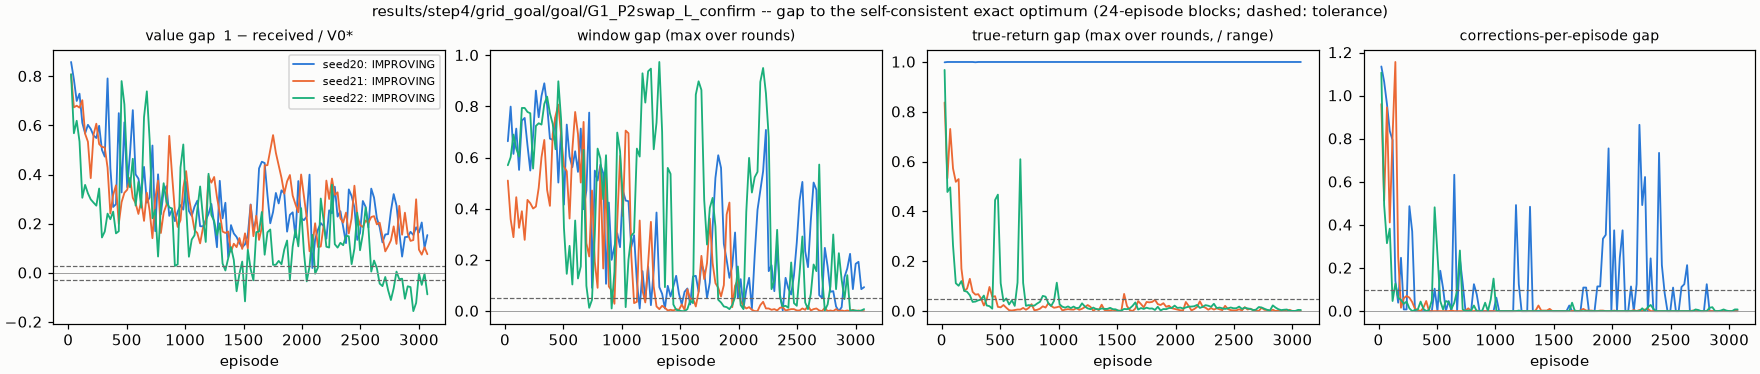 results/step4/grid_goal/goal/G1_P2swap_L_confirm -- gap to the self-consistent exact optimum (24-episode blocks; dashed: tolerance)
value gap 1 − received / V0*
0.8
0.6
0.4
0.2
0.0
−0.2
0 500 1000 1500 2000 2500 3000
episode
seed20: IMPROVING
seed21: IMPROVING
seed22: IMPROVING
window gap (max over rounds)
1.0
0.8
0.6
0.4
0.2
0.0
0 500 1000 1500 2000 2500 3000
episode
true-return gap (max over rounds, / range)
1.0
0.8
0.6
0.4
0.2
0.0
0 500 1000 1500 2000 2500 3000
episode
corrections-per-episode gap
1.2
1.0
0.8
0.6
0.4
0.2
0.0
0 500 1000 1500 2000 2500 3000
episode